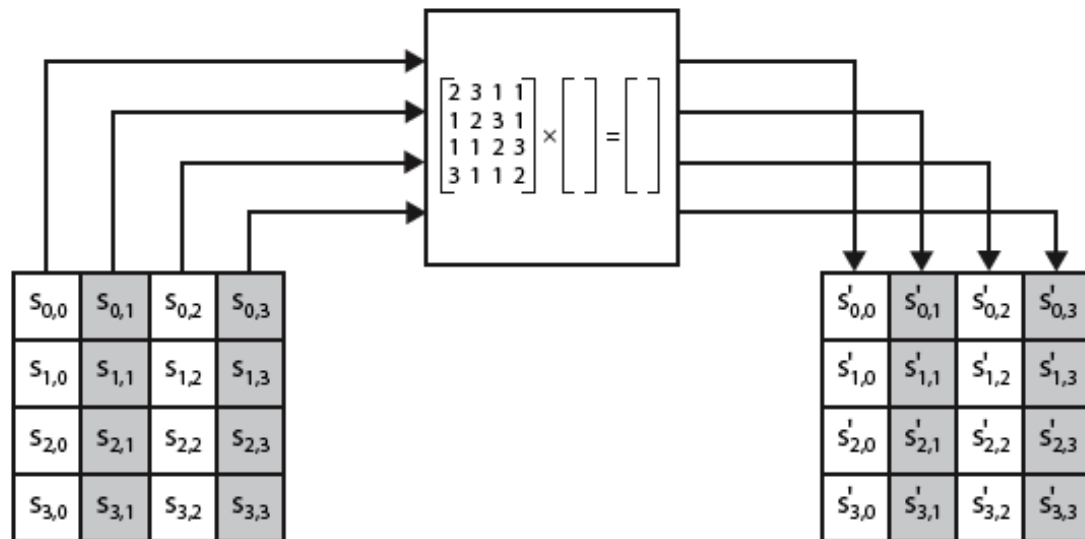 2 3 1 1
1 2 3 1
1 1 2 3
3 1 1 2
× =
S0,0 S0,1 S0,2 S0,3
S1,0 S1,1 S1,2 S1,3
S2,0 S2,1 S2,2 S2,3
S3,0 S3,1 S3,2 S3,3
S'0,0 S'0,1 S'0,2 S'0,3
S'1,0 S'1,1 S'1,2 S'1,3
S'2,0 S'2,1 S'2,2 S'2,3
S'3,0 S'3,1 S'3,2 S'3,3